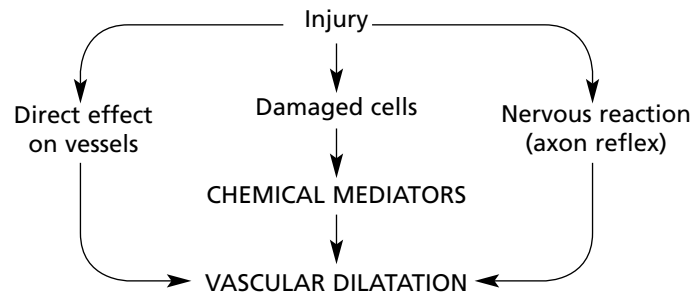 Injury
Direct effect
on vessels
Damaged cells
Nervous reaction
(axon reflex)
CHEMICAL MEDIATORS
VASCULAR DILATATION